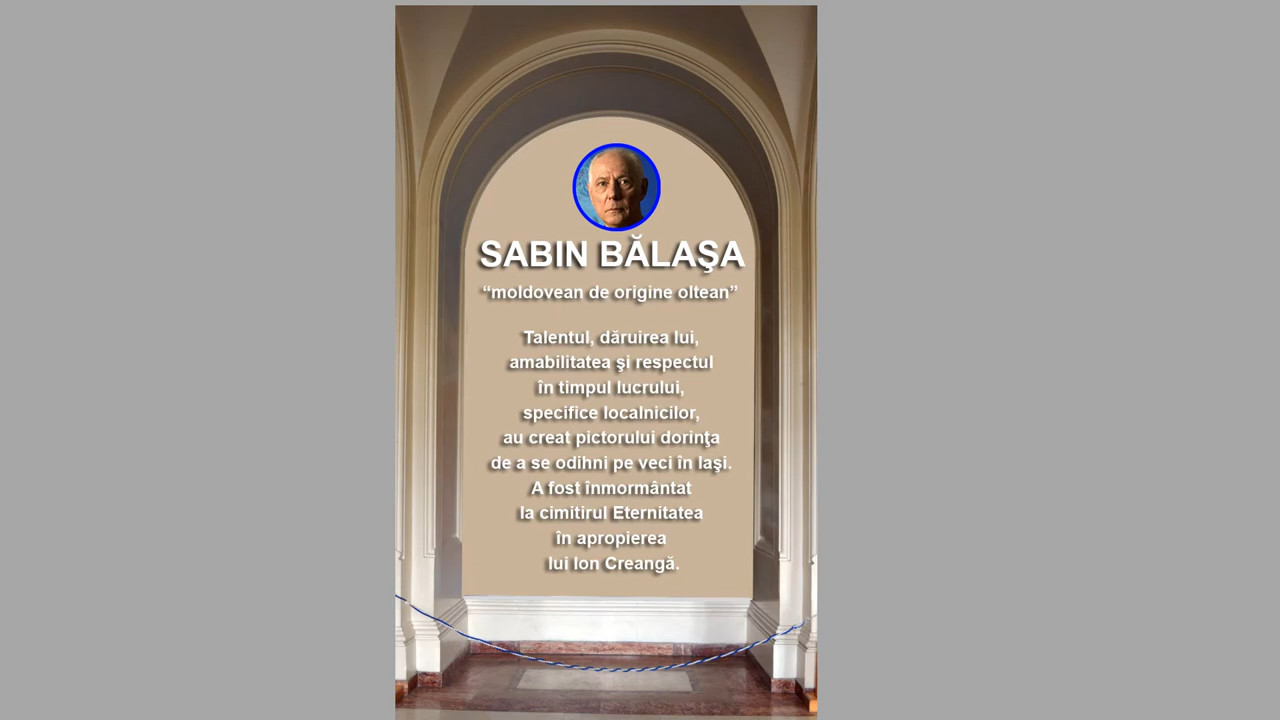 SABIN BĂLAŞA
“moldovean de origine oltean”
Talentul, dăruirea lui,
amabilitatea şi respectul
în timpul lucrului,
specifice localnicilor,
au creat pictorului dorinţa
de a se odihni pe veci în Iaşi.
A fost înmormântat
la cimitirul Eternitatea
în apropierea
lui Ion Creangă.